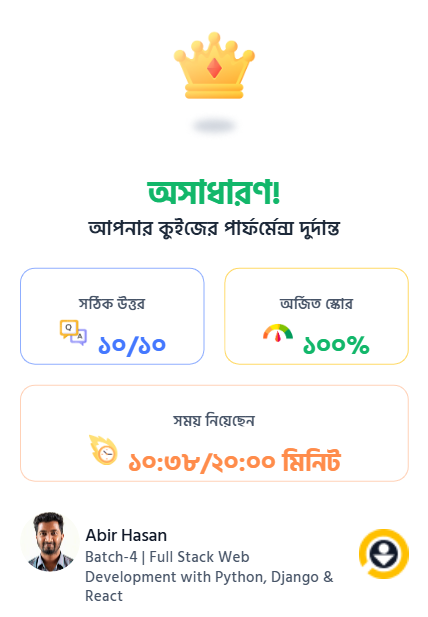 অসাধারণ!
আপনার কুইজের পার্ফর্মেন্স দুর্দান্ত
সঠিক উত্তর
Q
A
১০/১০
অর্জিত স্কোর
১০০%
সময় নিয়েছেন
১০:৩৮/২০:০০ মিনিট
Abir Hasan
Batch-4 | Full Stack Web
Development with Python, Django &
React